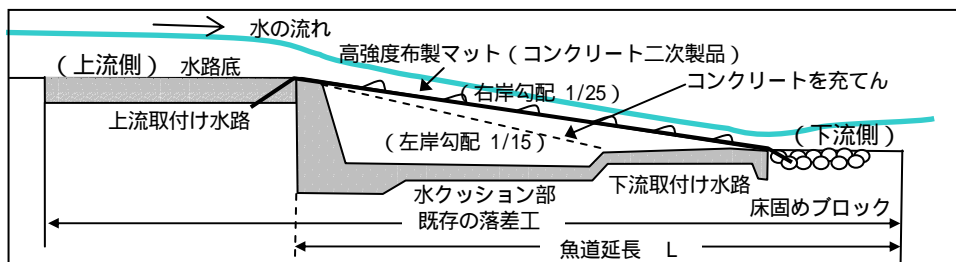 水の流れ
高強度布製マット(コンクリート二次製品)
(上流側) 水路底
コンクリートを充てん
(右岸勾配 1/25)
上流取付け水路
(下流側)
(左岸勾配 1/15)
水クッション部
下流取付け水路
床固めブロック
既存の落差工
魚道延長 L